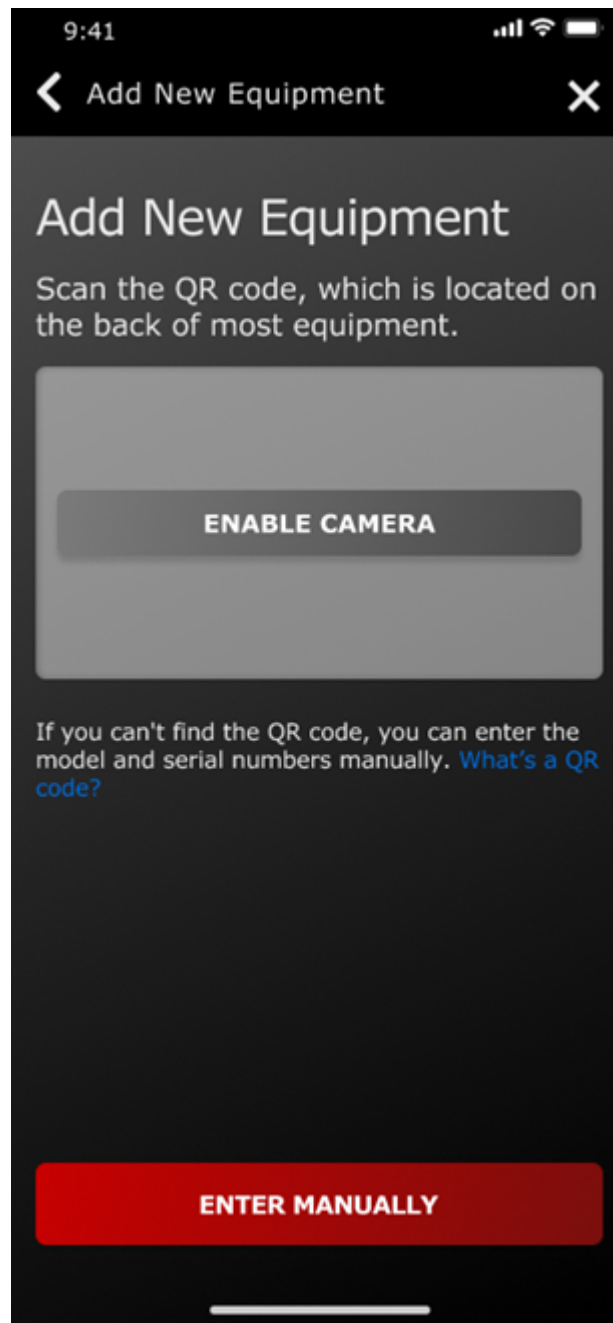 9:41
Add New Equipment
Add New Equipment
Scan the QR code, which is located on
the back of most equipment.
ENABLE CAMERA
If you can't find the QR code, you can enter the
model and serial numbers manually. What’s a QR
code?
ENTER MANUALLY